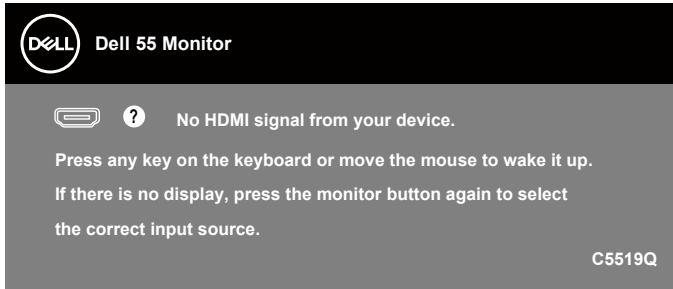 DELL
Dell 55 Monitor
? No HDMI signal from your device.
Press any key on the keyboard or move the mouse to wake it up.
If there is no display, press the monitor button again to select
the correct input source.
C5519Q